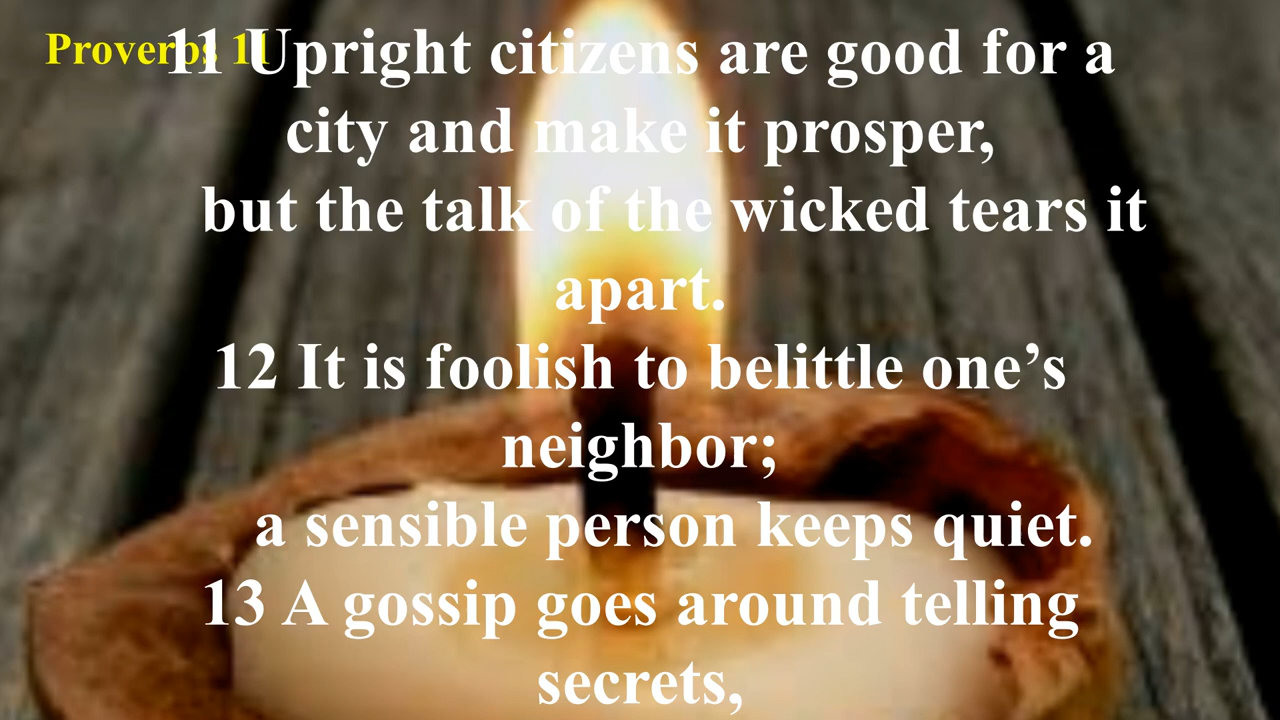 Proverbs 11
11 Upright citizens are good for a
city and make it prosper,
but the talk of the wicked tears it
apart.
12 It is foolish to belittle one’s
neighbor;
a sensible person keeps quiet.
13 A gossip goes around telling
secrets,